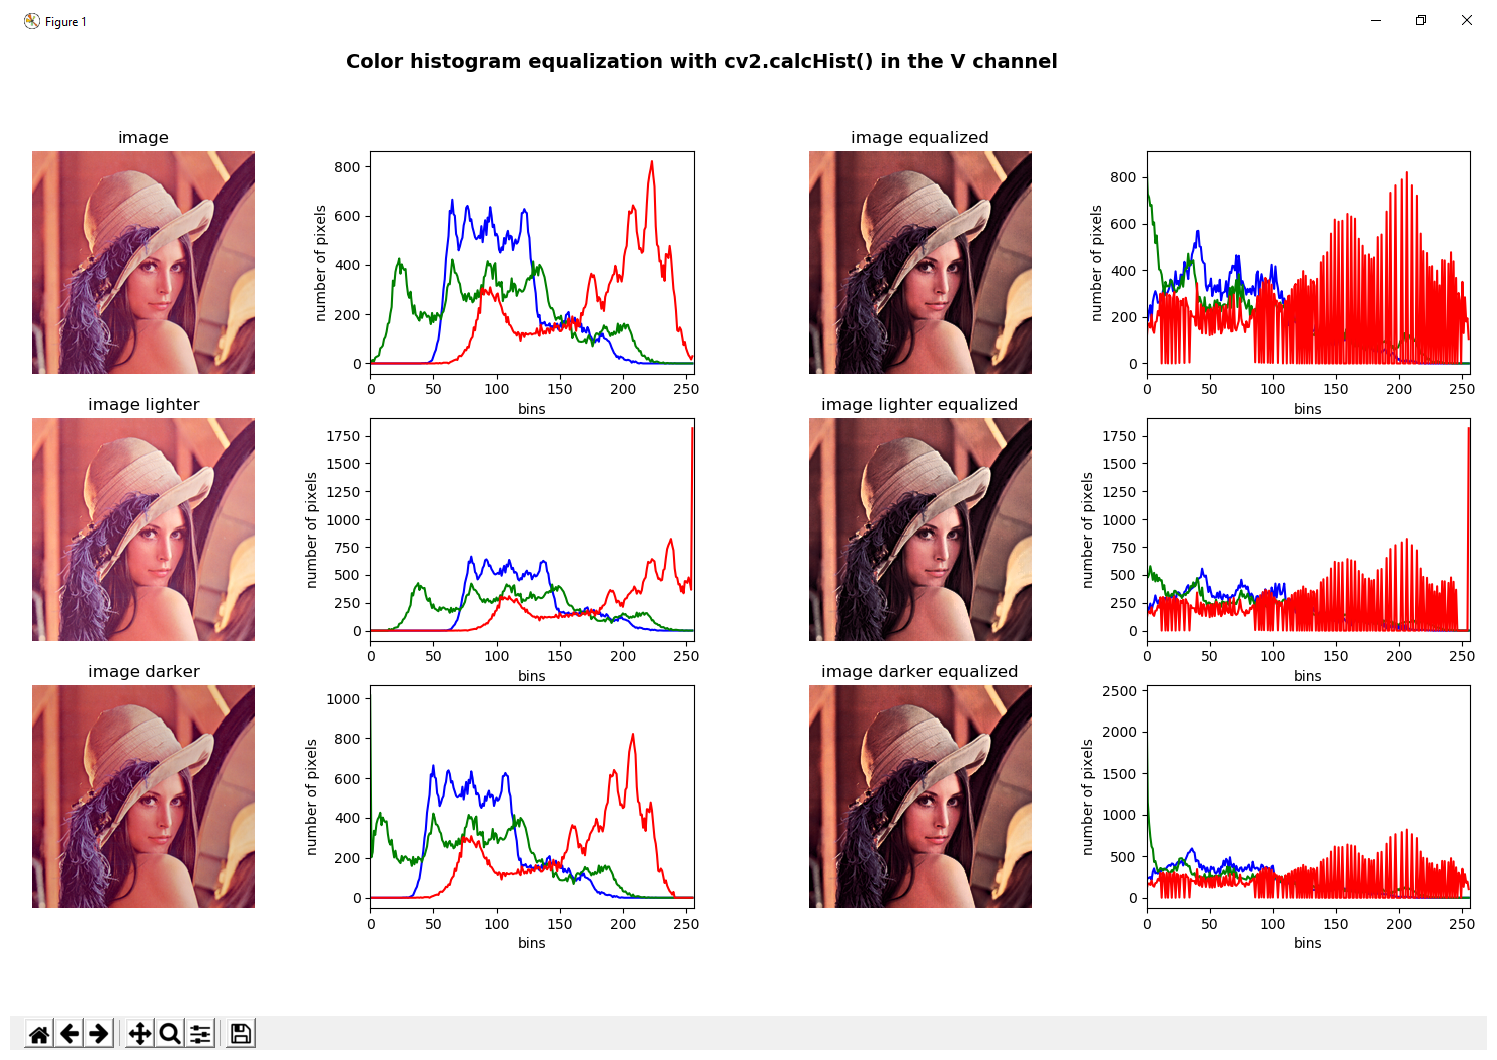 Figure 1
Color histogram equalization with cv2.calcHist() in the V channel
image
number of pixels
800
600
400
200
0
0 50 100 150 200 250
bins
image equalized
number of pixels
800
600
400
200
0
0 50 100 150 200 250
bins
image lighter
number of pixels
1750
1500
1250
1000
750
500
250
0
0 50 100 150 200 250
bins
image lighter equalized
number of pixels
1750
1500
1250
1000
750
500
250
0
0 50 100 150 200 250
bins
image darker
number of pixels
1000
800
600
400
200
0
0 50 100 150 200 250
bins
image darker equalized
number of pixels
2500
2000
1500
1000
500
0
0 50 100 150 200 250
bins